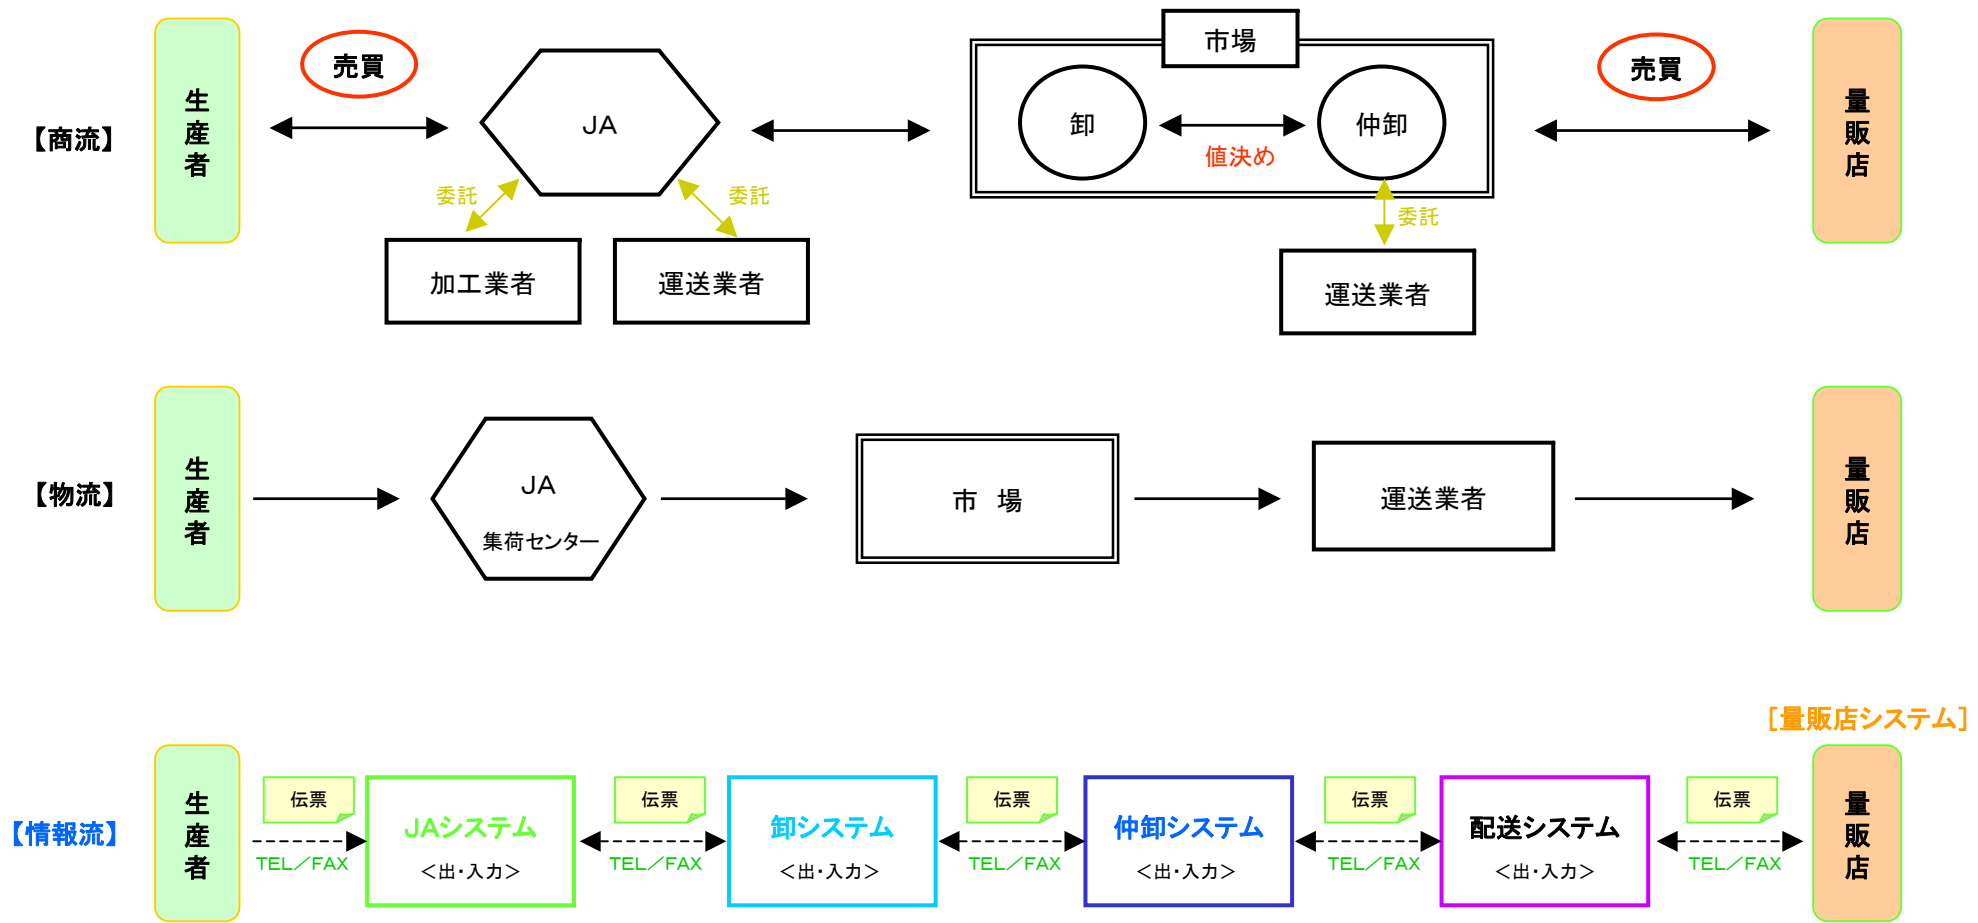 【商流】
生産者
売買
JA
委託
委託
加工業者
運送業者
市場
卸
値決め
仲卸
委託
運送業者
売買
量販店
【物流】
生産者
JA
集荷センター
市 場
運送業者
量販店
[量販店システム]
【情報流】
生産者
伝票
TEL/FAX
JAシステム
<出・入力>
伝票
TEL/FAX
卸システム
<出・入力>
伝票
TEL/FAX
仲卸システム
<出・入力>
伝票
TEL/FAX
配送システム
<出・入力>
伝票
TEL/FAX
量販店